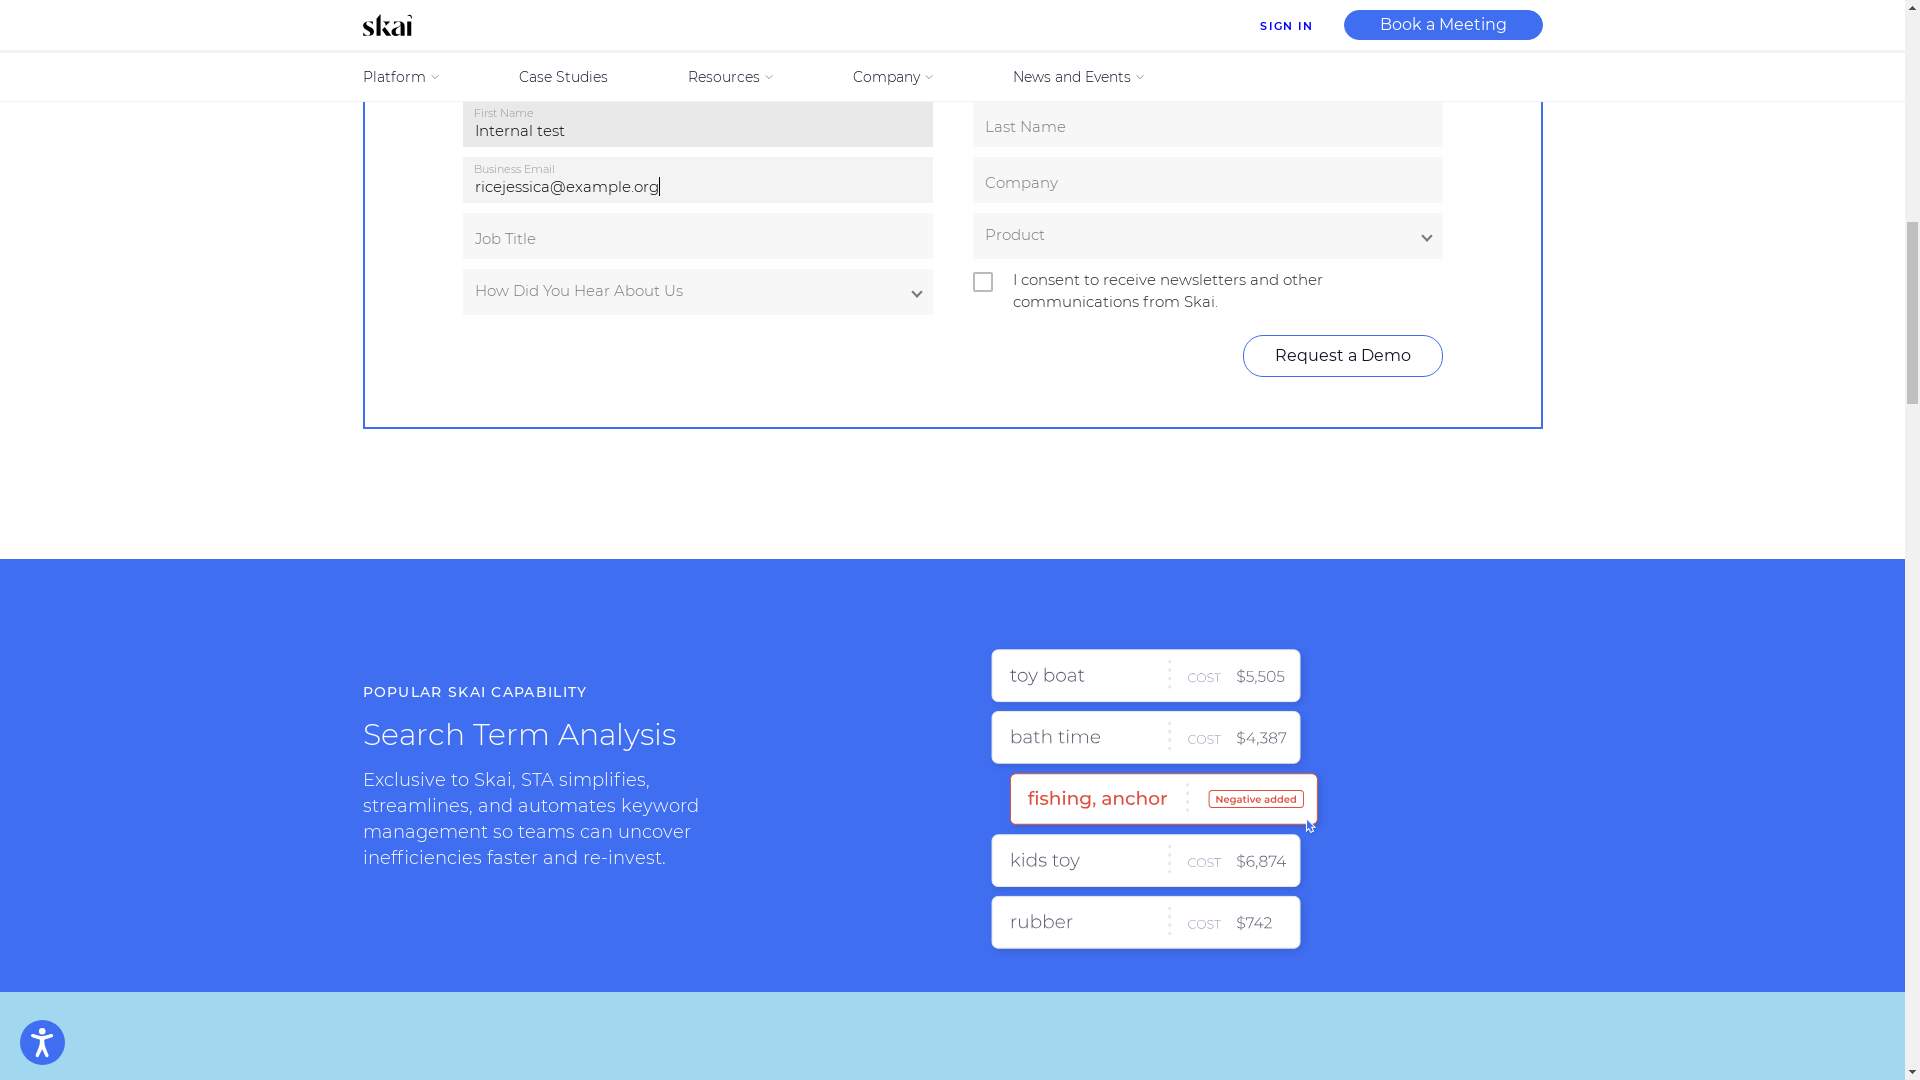 skai
SIGN IN
Book a Meeting
Platform
Case Studies
Resources
Company
News and Events
First Name
Internal test
Last Name
Business Email
ricejessica@example.org
Company
Job Title
Product
How Did You Hear About Us
I consent to receive newsletters and other
communications from Skai.
Request a Demo
POPULAR SKAI CAPABILITY
Search Term Analysis
Exclusive to Skai, STA simplifies,
streamlines, and automates keyword
management so teams can uncover
inefficiencies faster and re-invest.
toy boat COST $5,505
bath time COST $4,387
fishing, anchor Negative added
kids toy COST $6,874
rubber COST $742